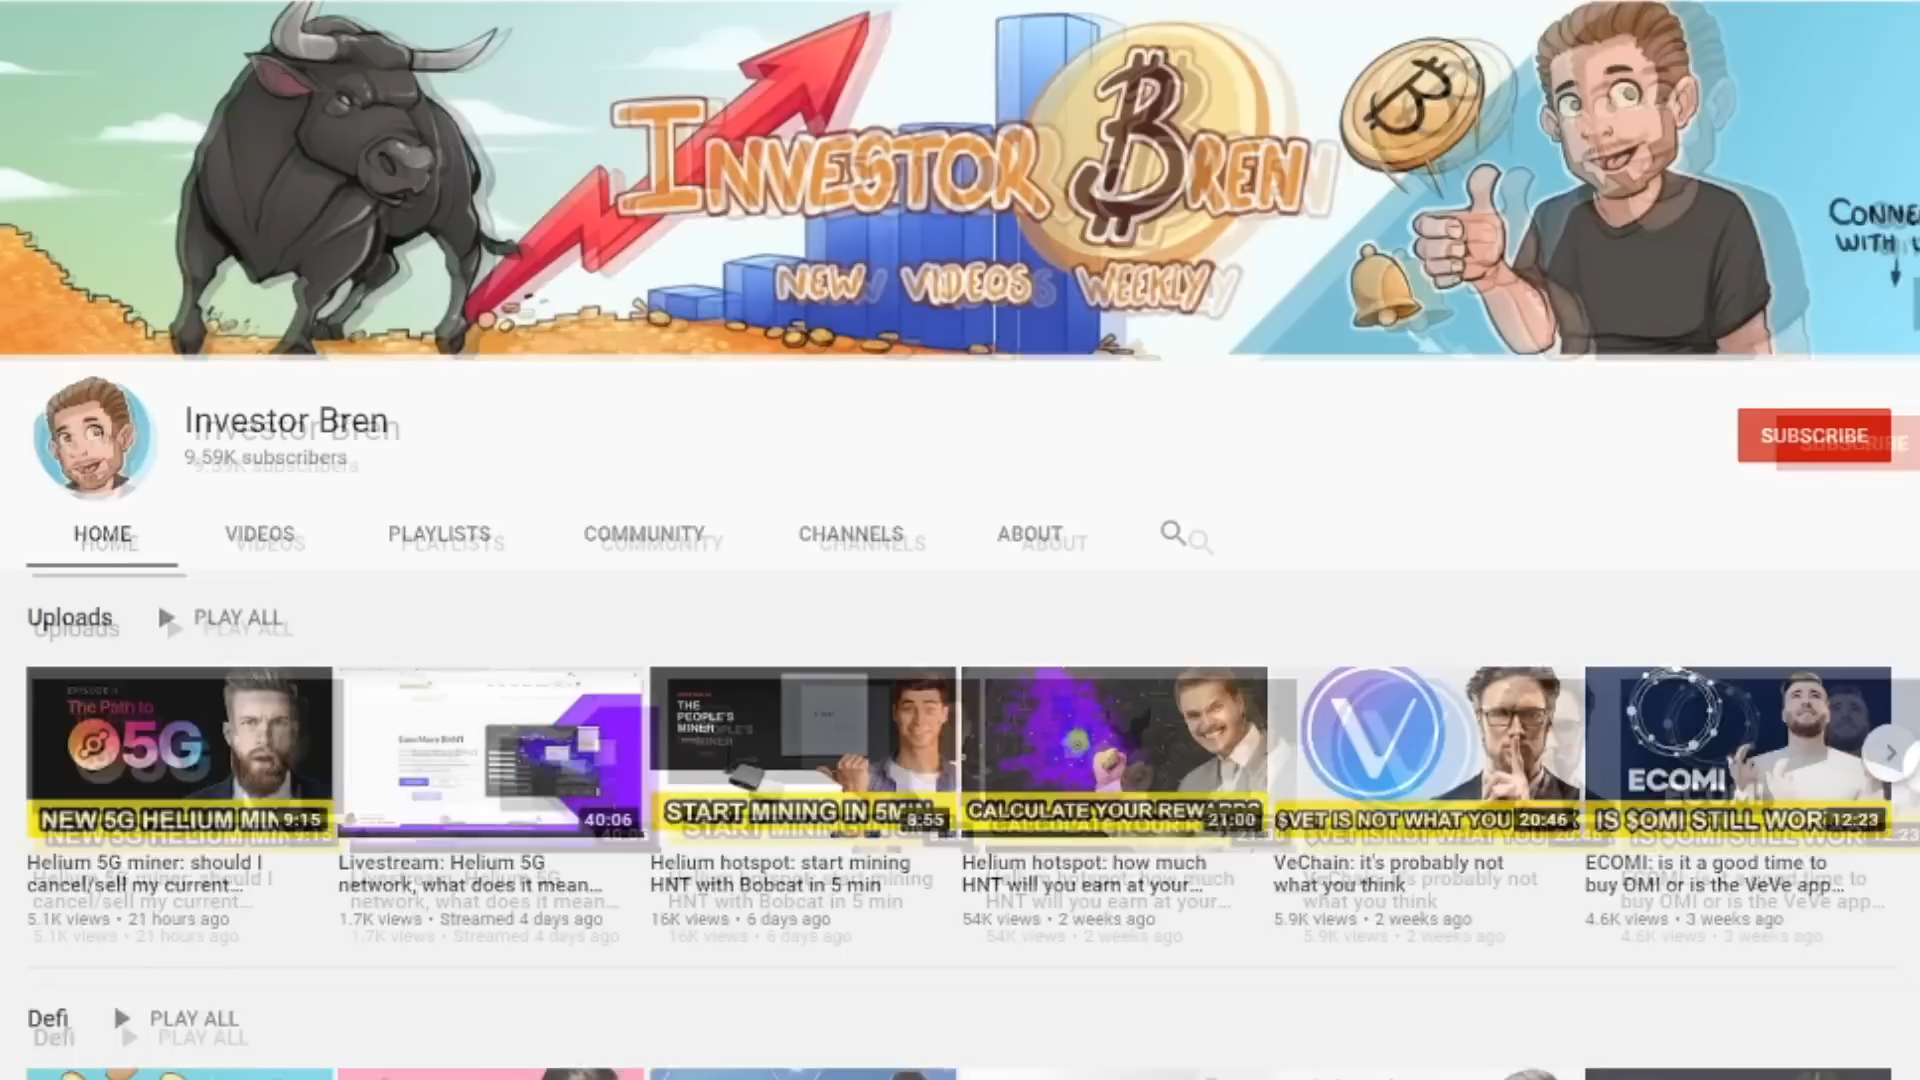 INVESTOR BREN
NEW VIDEOS WEEKLY
CONNE
WITH
Investor Bren
9.59K subscribers
SUBSCRIBE
HOME
VIDEOS
PLAYLISTS
COMMUNITY
CHANNELS
ABOUT
Uploads
PLAY ALL
EPISODE II
The Path to
5G
NEW 5G HELIUM MIN
9:15
40:06
THE
PEOPLE'S
MINER
START MINING IN 5MIN
8:55
CALCULATE YOUR REWARDS
21:00
$VET IS NOT WHAT YOU
20:46
ECOMI
IS $OMI STILL WOR
12:23
Helium 5G miner: should I
cancel/sell my current...
5.1K views • 21 hours ago
Livestream: Helium 5G
network, what does it mean...
1.7K views • Streamed 4 days ago
Helium hotspot: start mining
HNT with Bobcat in 5 min
16K views • 6 days ago
Helium hotspot: how much
HNT will you earn at your...
54K views • 2 weeks ago
VeChain: it's probably not
what you think
5.9K views • 2 weeks ago
ECOMI: is it a good time to
buy OMI or is the VeVe app...
4.6K views • 3 weeks ago
Defi
PLAY ALL